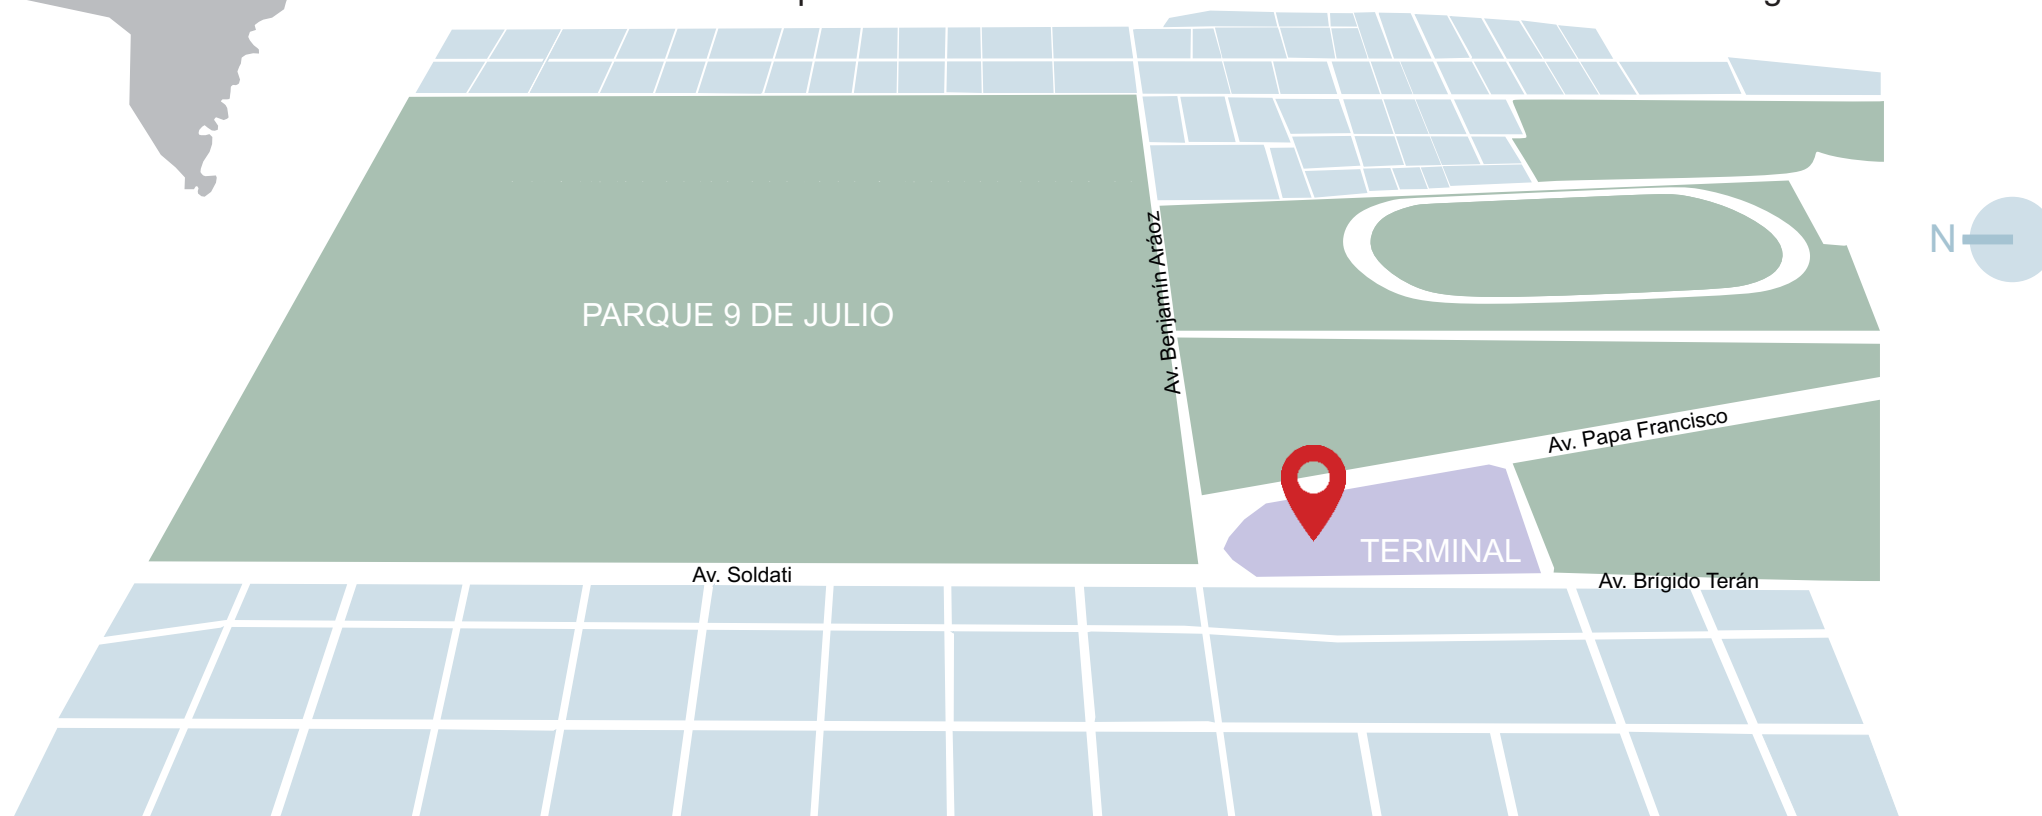 N
Av. Benjamín Aráoz
PARQUE 9 DE JULIO
Av. Papa Francisco
TERMINAL
Av. Soldati
Av. Brígido Terán